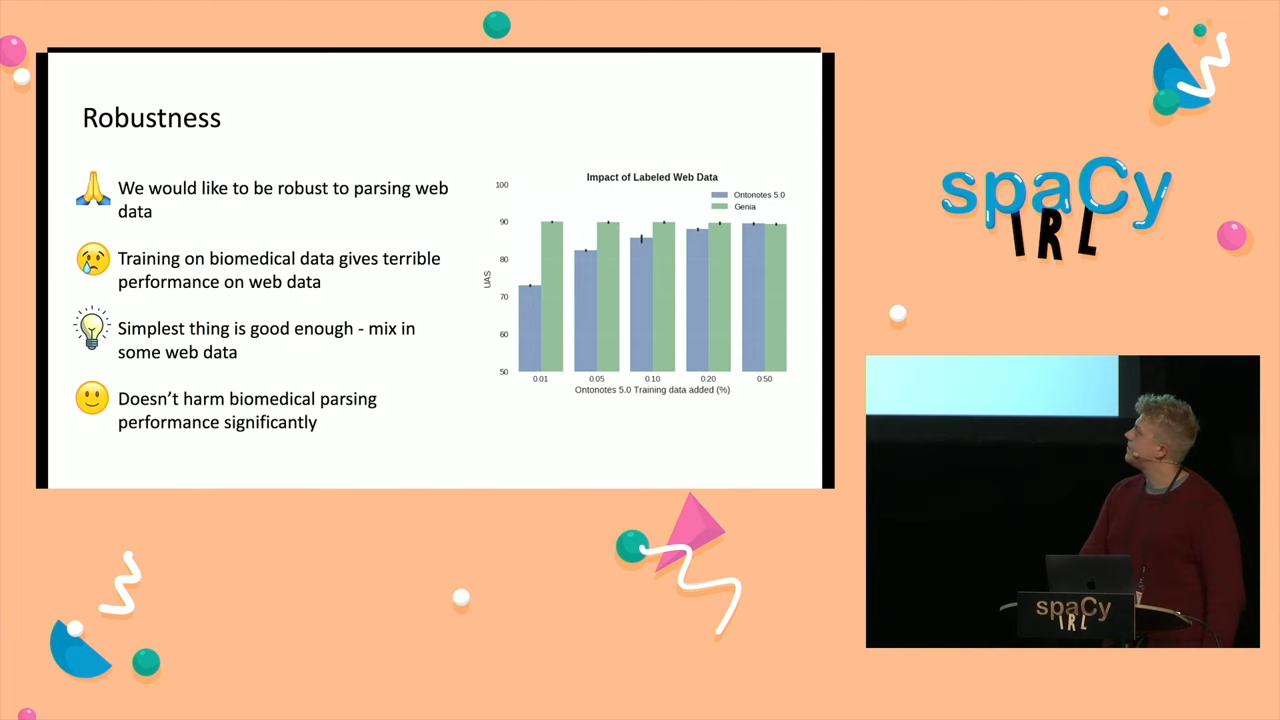 Robustness
We would like to be robust to parsing web
data
Training on biomedical data gives terrible
performance on web data
Simplest thing is good enough - mix in
some web data
Doesn't harm biomedical parsing
performance significantly
Impact of Labeled Web Data
Ontonotes 5.0
Genia
UAS
100
90
80
70
60
50
0.01 0.05 0.10 0.20 0.50
Ontonotes 5.0 Training data added (%)
spaCy
IRL
spaCy
IRL